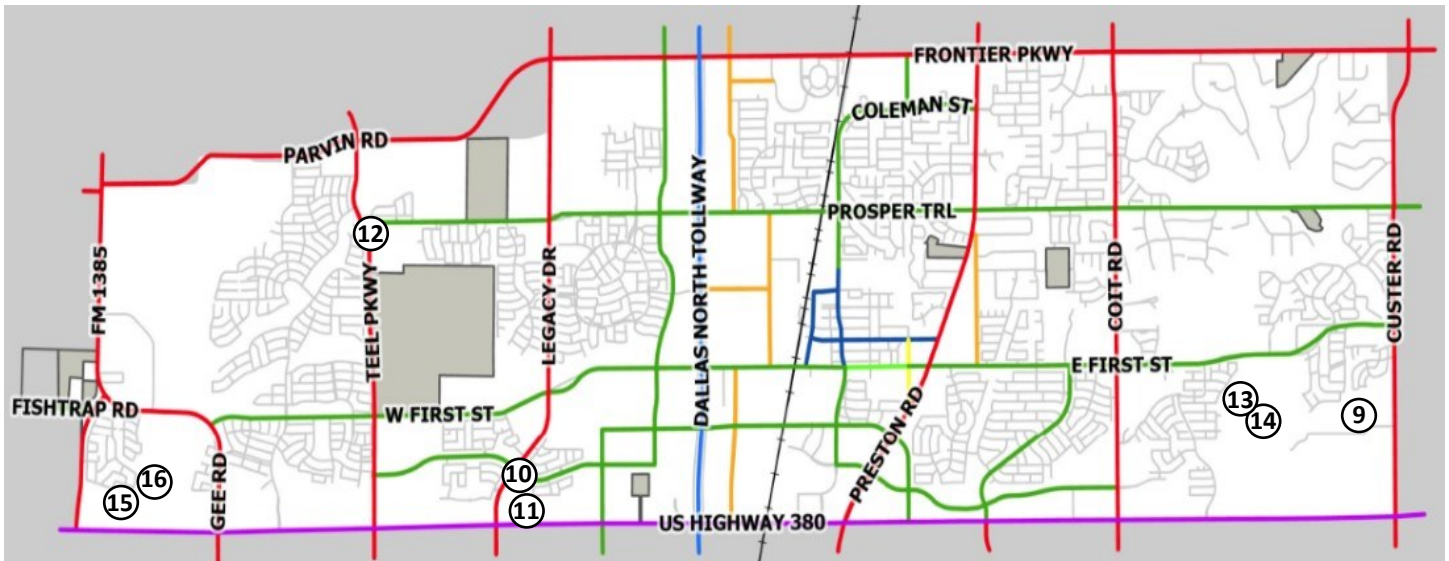 FRONTIER PKWY
COLEMAN ST
PARVIN RD
DALLAS NORTH TOLLWAY
PROSPER TRL
12
FM 1385
TEEL PKWY
LEGACY DR
COIT RD
CUSTER RD
E FIRST ST
FISHTRAP RD
W FIRST ST
PRESTON RD
13
14
9
10
16
15
11
GEE RD
US HIGHWAY 380